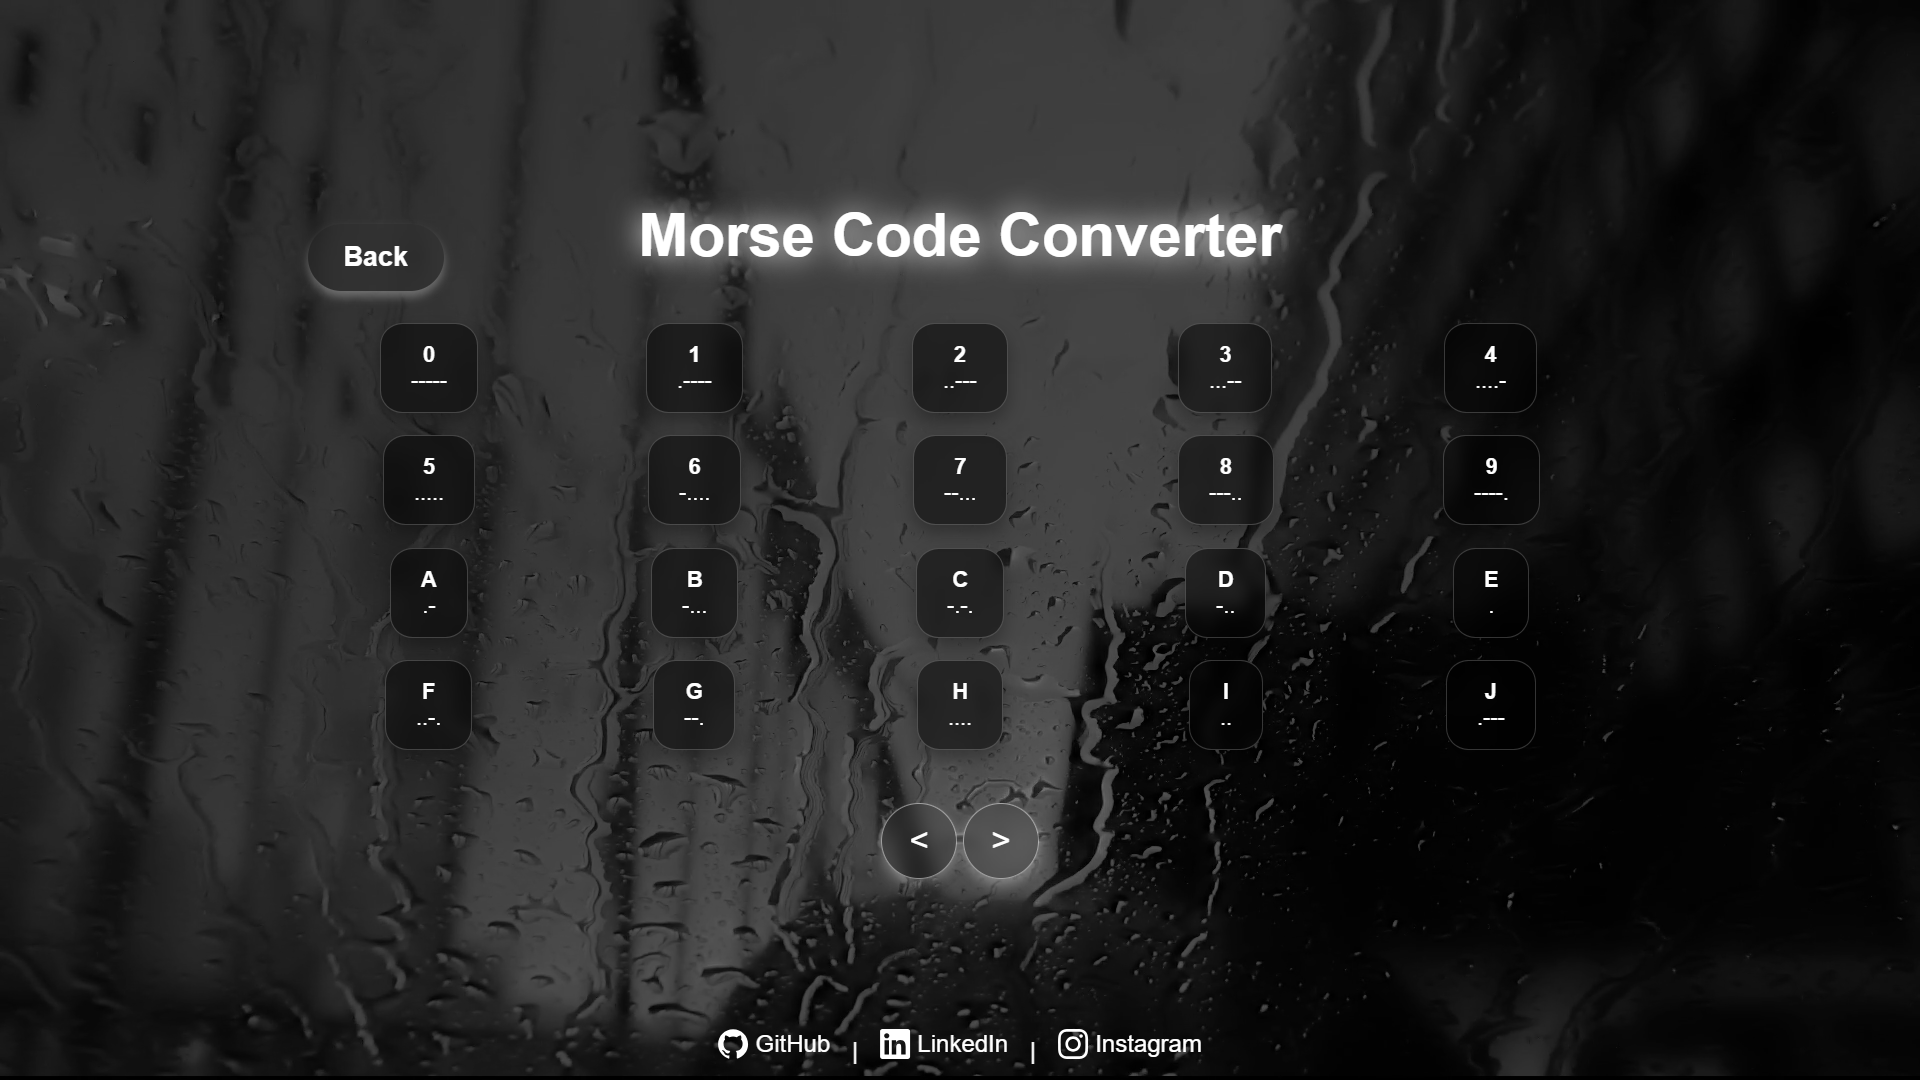 Morse Code Converter
Back
0
-----
1
.----
2
..---
3
...--
4
....-
5
.....
6
-....
7
--...
8
---..
9
----.
A
.-
B
-...
C
-.-.
D
-..
E
.
F
..-.
G
--.
H
....
I
..
J
.---
< >
GitHub | LinkedIn | Instagram